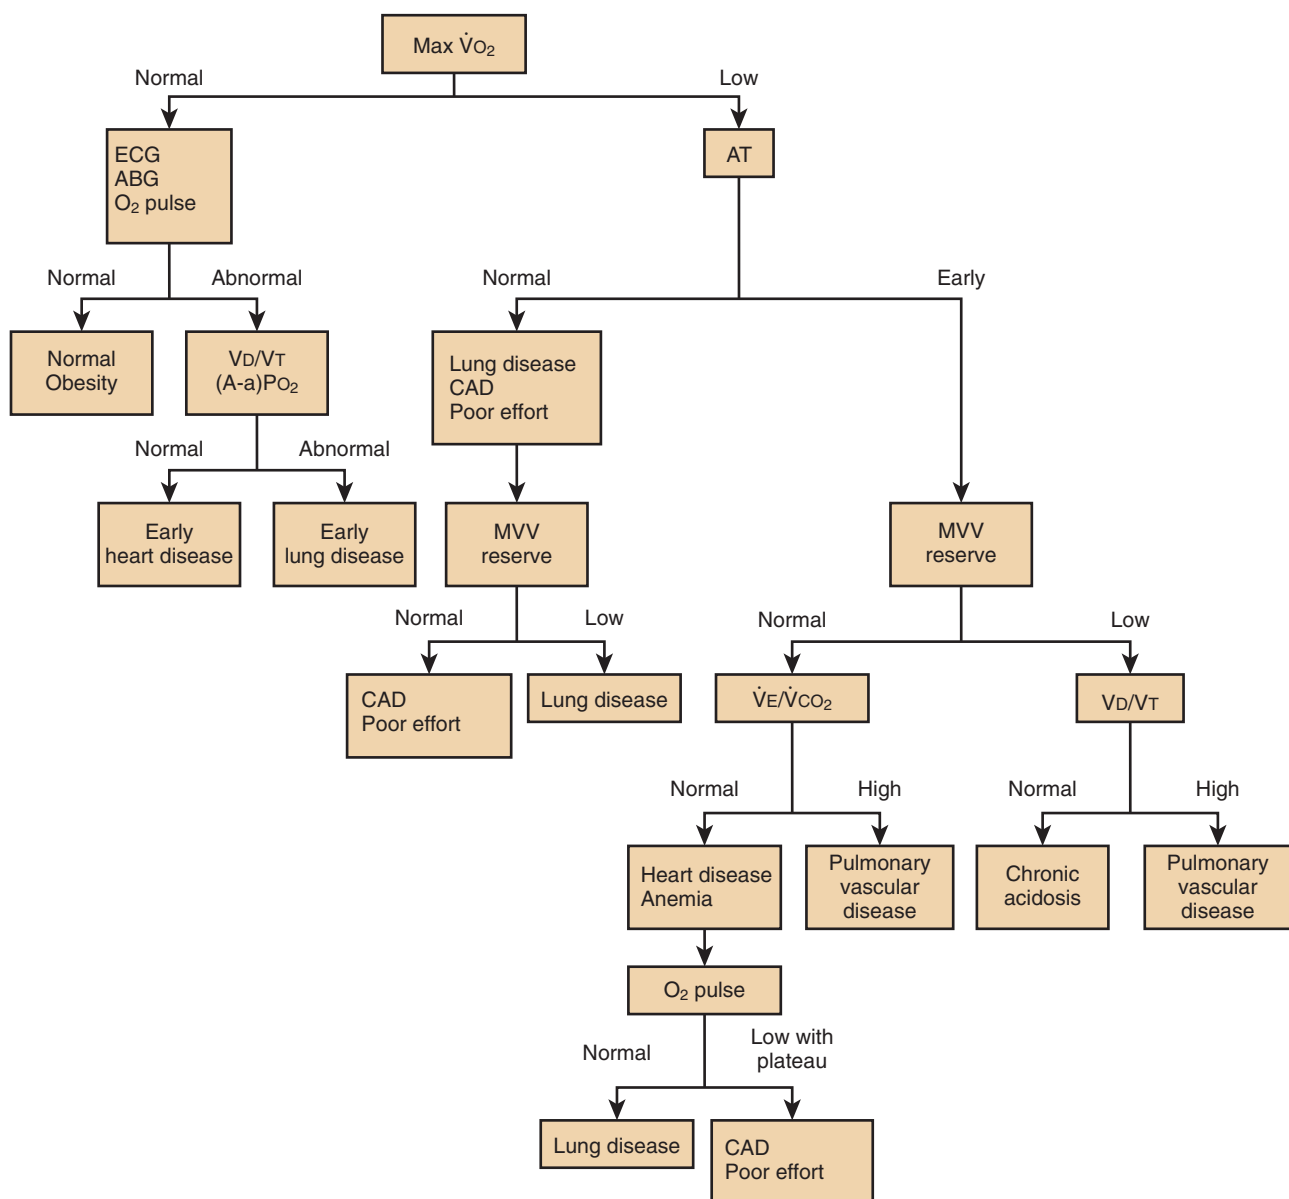 Max V̇O₂
Normal
Low
ECG
ABG
O₂ pulse
AT
Normal
Abnormal
Normal
Early
Normal
Obesity
VD/VT
(A-a)PO₂
Lung disease
CAD
Poor effort
Normal
Abnormal
Early
heart disease
Early
lung disease
MVV
reserve
MVV
reserve
Normal
Low
Normal
Low
CAD
Poor effort
Lung disease
V̇E/V̇CO₂
VD/VT
Normal
High
Normal
High
Heart disease
Anemia
Pulmonary
vascular
disease
Chronic
acidosis
Pulmonary
vascular
disease
O₂ pulse
Normal
Low with
plateau
Lung disease
CAD
Poor effort